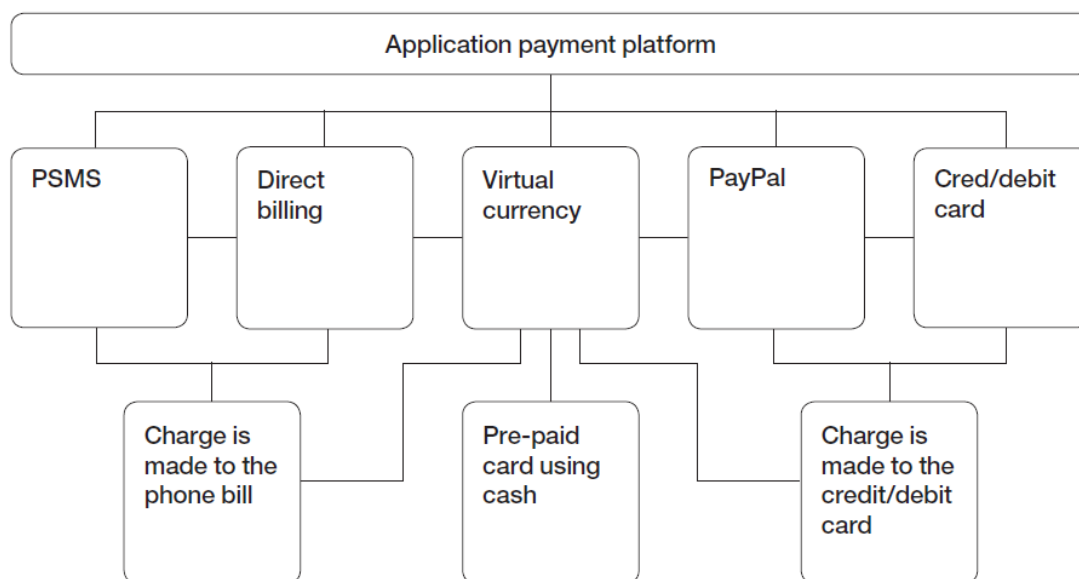 Application payment platform
PSMS
Direct
billing
Virtual
currency
PayPal
Cred/debit
card
Charge is
made to the
phone bill
Pre-paid
card using
cash
Charge is
made to the
credit/debit
card